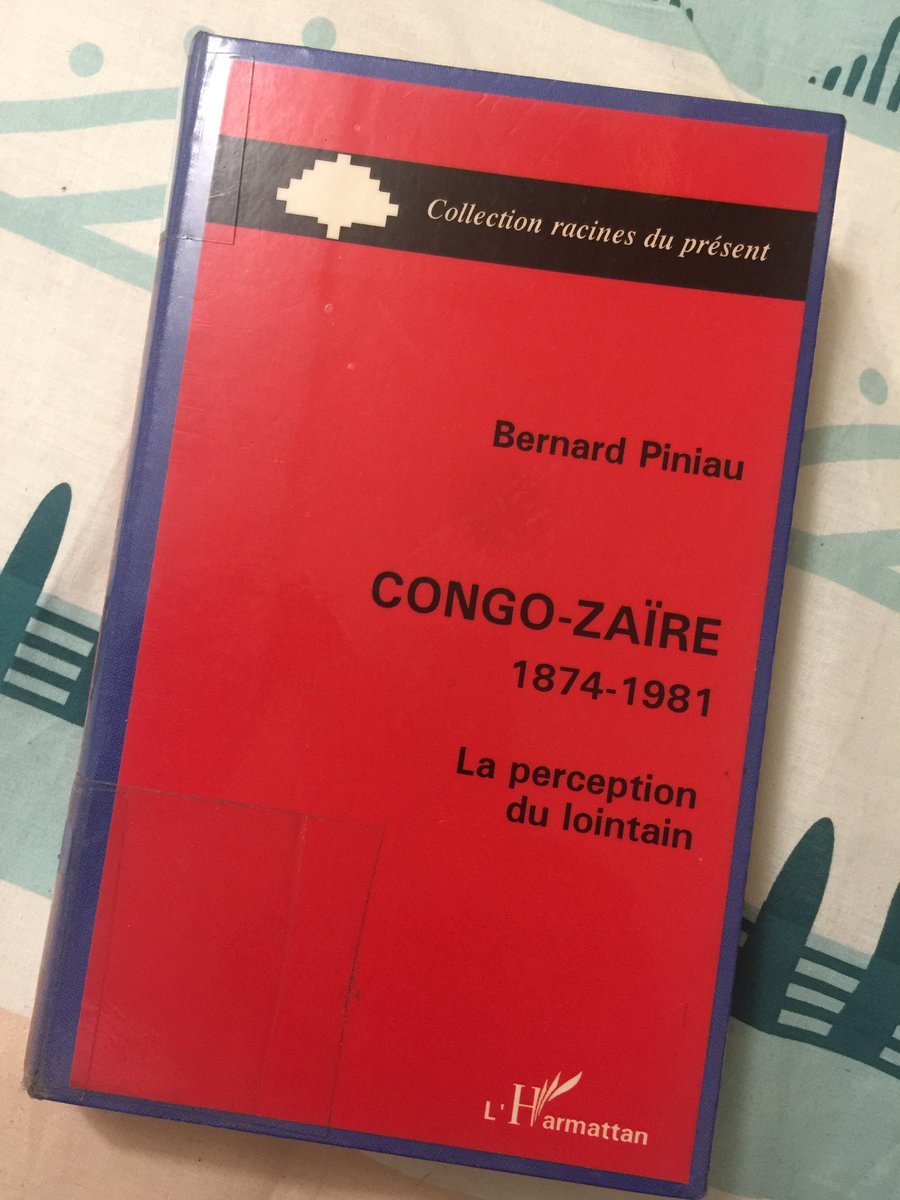 Collection racines du présent
Bernard Piniau
CONGO-ZAÏRE
1874-1981
La perception
du lointain
L'Harmattan